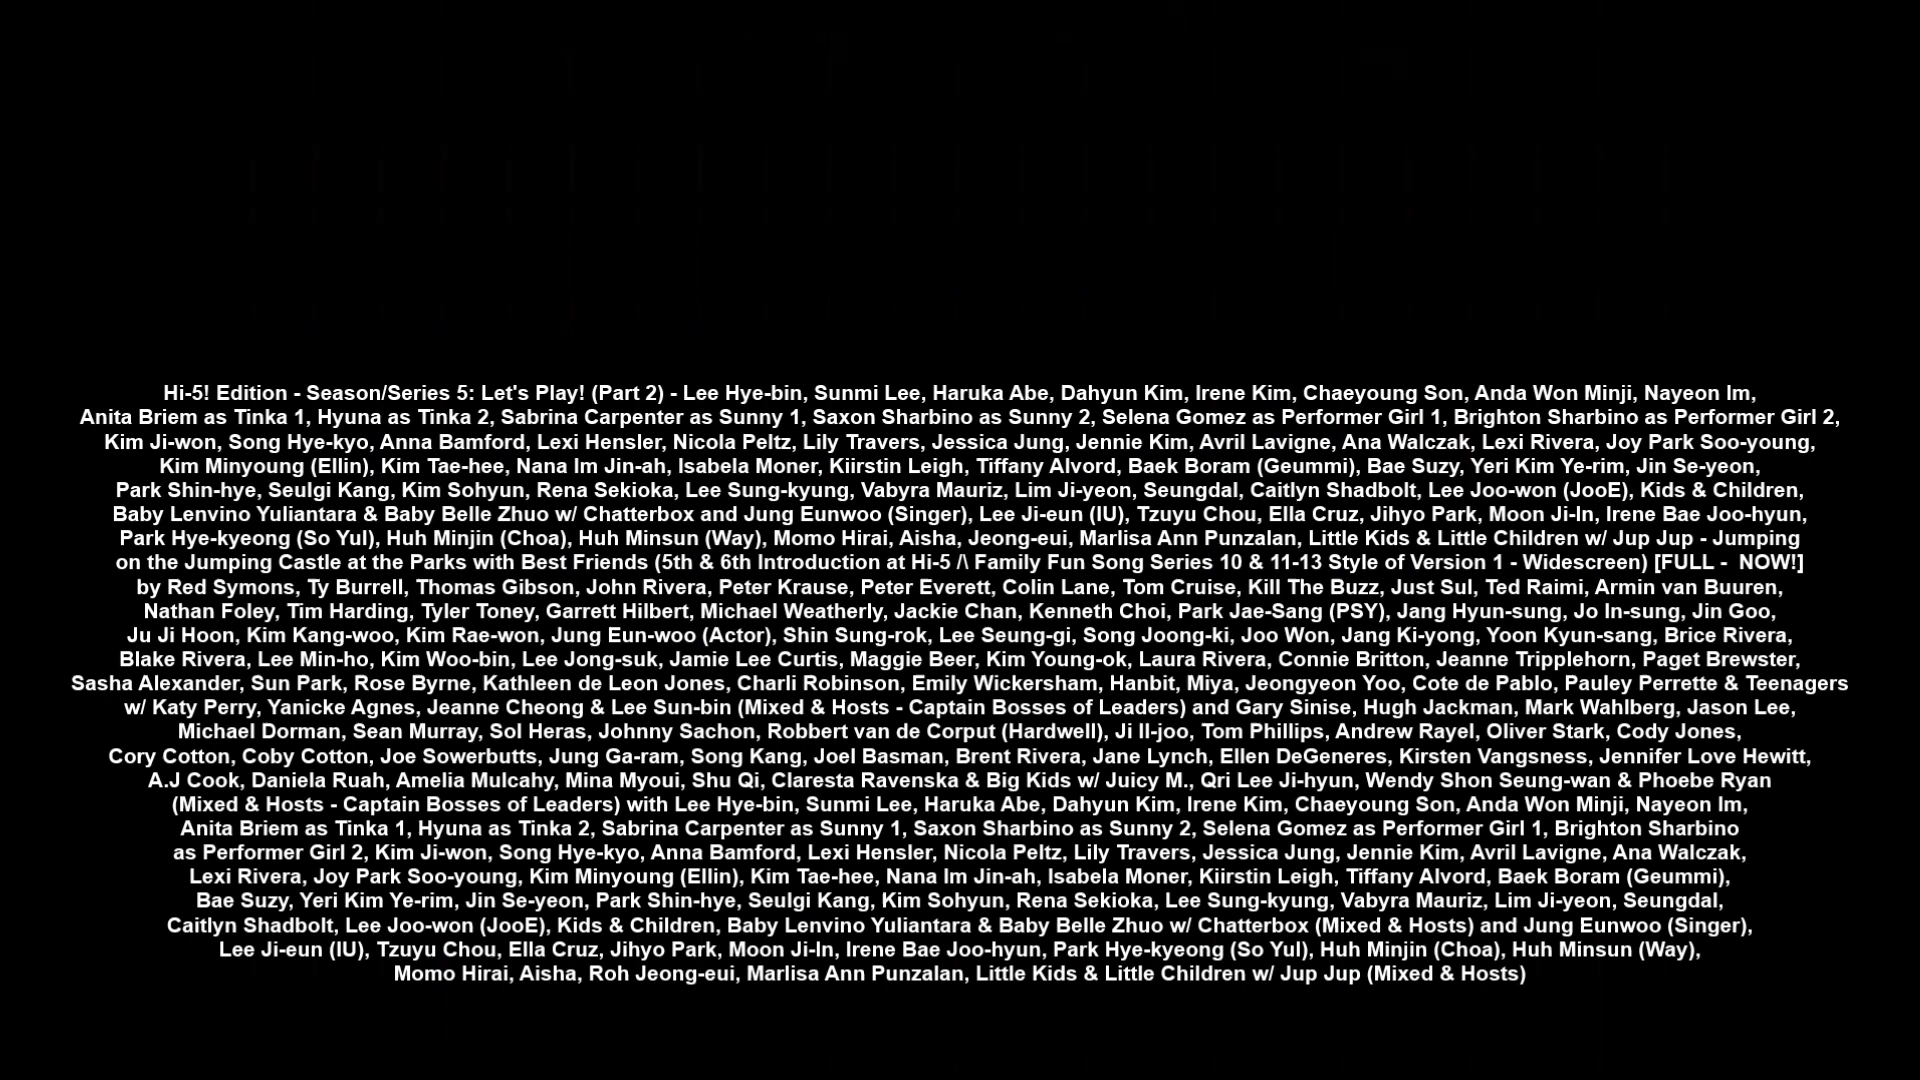 Hi-5! Edition - Season/Series 5: Let's Play! (Part 2) - Lee Hye-bin, Sunmi Lee, Haruka Abe, Dahyun Kim, Irene Kim, Chaeyoung Son, Anda Won Minji, Nayeon Im,
Anita Briem as Tinka 1, Hyuna as Tinka 2, Sabrina Carpenter as Sunny 1, Saxon Sharbino as Sunny 2, Selena Gomez as Performer Girl 1, Brighton Sharbino as Performer Girl 2,
Kim Ji-won, Song Hye-kyo, Anna Bamford, Lexi Hensler, Nicola Peltz, Lily Travers, Jessica Jung, Jennie Kim, Avril Lavigne, Ana Walczak, Lexi Rivera, Joy Park Soo-young,
Kim Minyoung (Ellin), Kim Tae-hee, Nana Im Jin-ah, Isabela Moner, Kiirstin Leigh, Tiffany Alvord, Baek Boram (Geummi), Bae Suzy, Yeri Kim Ye-rim, Jin Se-yeon,
Park Shin-hye, Seulgi Kang, Kim Sohyun, Rena Sekioka, Lee Sung-kyung, Vabyra Mauriz, Lim Ji-yeon, Seungdal, Caitlyn Shadbolt, Lee Joo-won (JooE), Kids & Children,
Baby Lenvino Yuliantara & Baby Belle Zhuo w/ Chatterbox and Jung Eunwoo (Singer), Lee Ji-eun (IU), Tzuyu Chou, Ella Cruz, Jihyo Park, Moon Ji-In, Irene Bae Joo-hyun,
Park Hye-kyeong (So Yul), Huh Minjin (Choa), Huh Minsun (Way), Momo Hirai, Aisha, Jeong-eui, Marlisa Ann Punzalan, Little Kids & Little Children w/ Jup Jup - Jumping
on the Jumping Castle at the Parks with Best Friends (5th & 6th Introduction at Hi-5 /\ Family Fun Song Series 10 & 11-13 Style of Version 1 - Widescreen) [FULL -  NOW!]
by Red Symons, Ty Burrell, Thomas Gibson, John Rivera, Peter Krause, Peter Everett, Colin Lane, Tom Cruise, Kill The Buzz, Just Sul, Ted Raimi, Armin van Buuren,
Nathan Foley, Tim Harding, Tyler Toney, Garrett Hilbert, Michael Weatherly, Jackie Chan, Kenneth Choi, Park Jae-Sang (PSY), Jang Hyun-sung, Jo In-sung, Jin Goo,
Ju Ji Hoon, Kim Kang-woo, Kim Rae-won, Jung Eun-woo (Actor), Shin Sung-rok, Lee Seung-gi, Song Joong-ki, Joo Won, Jang Ki-yong, Yoon Kyun-sang, Brice Rivera,
Blake Rivera, Lee Min-ho, Kim Woo-bin, Lee Jong-suk, Jamie Lee Curtis, Maggie Beer, Kim Young-ok, Laura Rivera, Connie Britton, Jeanne Tripplehorn, Paget Brewster,
Sasha Alexander, Sun Park, Rose Byrne, Kathleen de Leon Jones, Charli Robinson, Emily Wickersham, Hanbit, Miya, Jeongyeon Yoo, Cote de Pablo, Pauley Perrette & Teenagers
w/ Katy Perry, Yanicke Agnes, Jeanne Cheong & Lee Sun-bin (Mixed & Hosts - Captain Bosses of Leaders) and Gary Sinise, Hugh Jackman, Mark Wahlberg, Jason Lee,
Michael Dorman, Sean Murray, Sol Heras, Johnny Sachon, Robbert van de Corput (Hardwell), Ji Il-joo, Tom Phillips, Andrew Rayel, Oliver Stark, Cody Jones,
Cory Cotton, Coby Cotton, Joe Sowerbutts, Jung Ga-ram, Song Kang, Joel Basman, Brent Rivera, Jane Lynch, Ellen DeGeneres, Kirsten Vangsness, Jennifer Love Hewitt,
A.J Cook, Daniela Ruah, Amelia Mulcahy, Mina Myoui, Shu Qi, Claresta Ravenska & Big Kids w/ Juicy M., Qri Lee Ji-hyun, Wendy Shon Seung-wan & Phoebe Ryan
(Mixed & Hosts - Captain Bosses of Leaders) with Lee Hye-bin, Sunmi Lee, Haruka Abe, Dahyun Kim, Irene Kim, Chaeyoung Son, Anda Won Minji, Nayeon Im,
Anita Briem as Tinka 1, Hyuna as Tinka 2, Sabrina Carpenter as Sunny 1, Saxon Sharbino as Sunny 2, Selena Gomez as Performer Girl 1, Brighton Sharbino
as Performer Girl 2, Kim Ji-won, Song Hye-kyo, Anna Bamford, Lexi Hensler, Nicola Peltz, Lily Travers, Jessica Jung, Jennie Kim, Avril Lavigne, Ana Walczak,
Lexi Rivera, Joy Park Soo-young, Kim Minyoung (Ellin), Kim Tae-hee, Nana Im Jin-ah, Isabela Moner, Kiirstin Leigh, Tiffany Alvord, Baek Boram (Geummi),
Bae Suzy, Yeri Kim Ye-rim, Jin Se-yeon, Park Shin-hye, Seulgi Kang, Kim Sohyun, Rena Sekioka, Lee Sung-kyung, Vabyra Mauriz, Lim Ji-yeon, Seungdal,
Caitlyn Shadbolt, Lee Joo-won (JooE), Kids & Children, Baby Lenvino Yuliantara & Baby Belle Zhuo w/ Chatterbox (Mixed & Hosts) and Jung Eunwoo (Singer),
Lee Ji-eun (IU), Tzuyu Chou, Ella Cruz, Jihyo Park, Moon Ji-In, Irene Bae Joo-hyun, Park Hye-kyeong (So Yul), Huh Minjin (Choa), Huh Minsun (Way),
Momo Hirai, Aisha, Roh Jeong-eui, Marlisa Ann Punzalan, Little Kids & Little Children w/ Jup Jup (Mixed & Hosts)